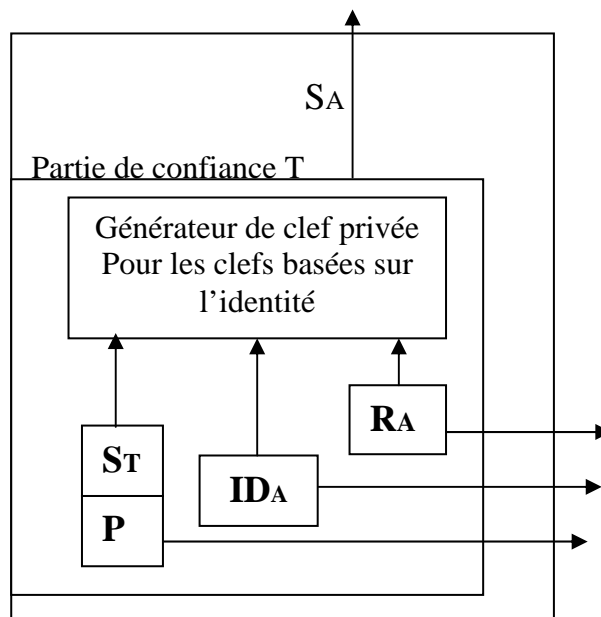 SA
Partie de confiance T
Générateur de clef privée
Pour les clefs basées sur
l’identité
RA
ST
IDA
P